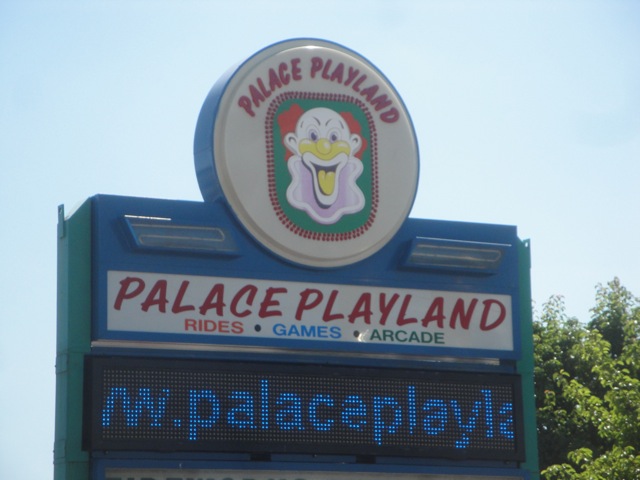 PALACE PLAYLAND
PALACE PLAYLAND
RIDES • GAMES • ARCADE
w.palaceplayla